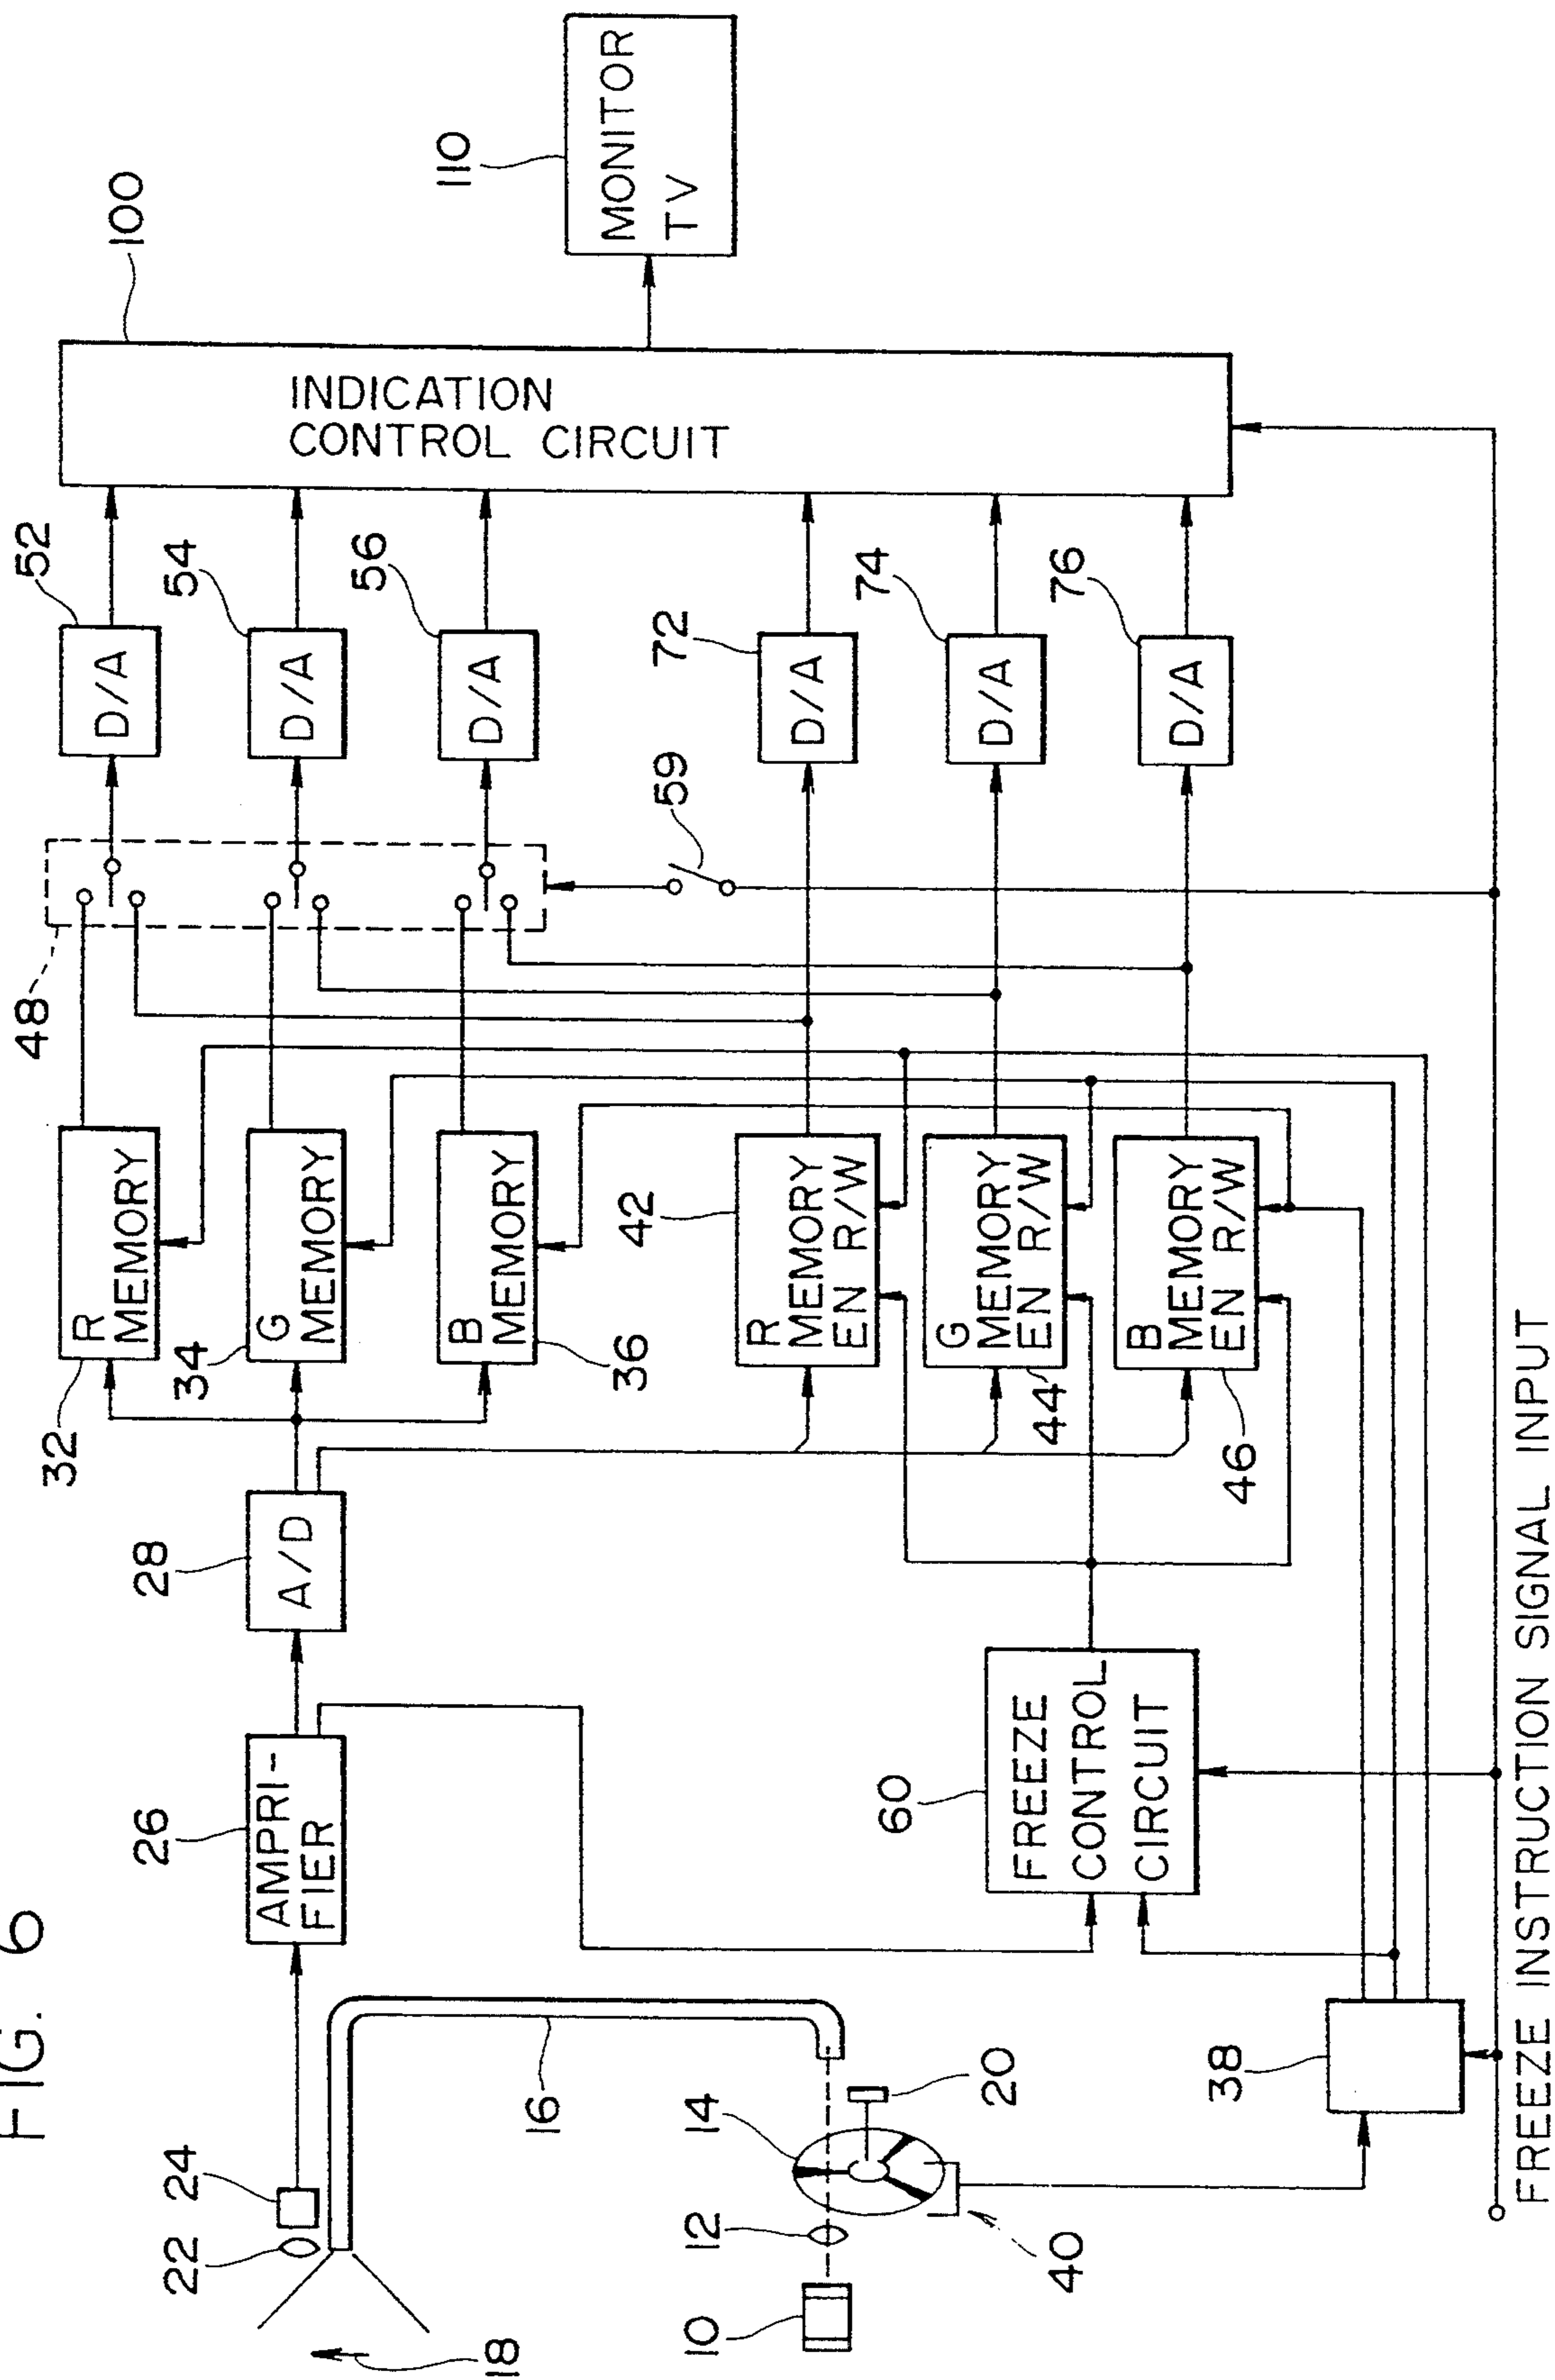 FIG. 6
18
22
24
26
AMPRI-
FIER
28
A/D
32
R
MEMORY
34
G
MEMORY
B
MEMORY
36
48
52
D/A
54
D/A
56
D/A
59
100
INDICATION
CONTROL CIRCUIT
110
MONITOR
TV
16
10
12
14
20
40
42
R
MEMORY
EN R/W
G
MEMORY
EN R/W
44
B
MEMORY
EN R/W
46
72
D/A
74
D/A
76
D/A
60
FREEZE
CONTROL
CIRCUIT
38
FREEZE INSTRUCTION SIGNAL INPUT